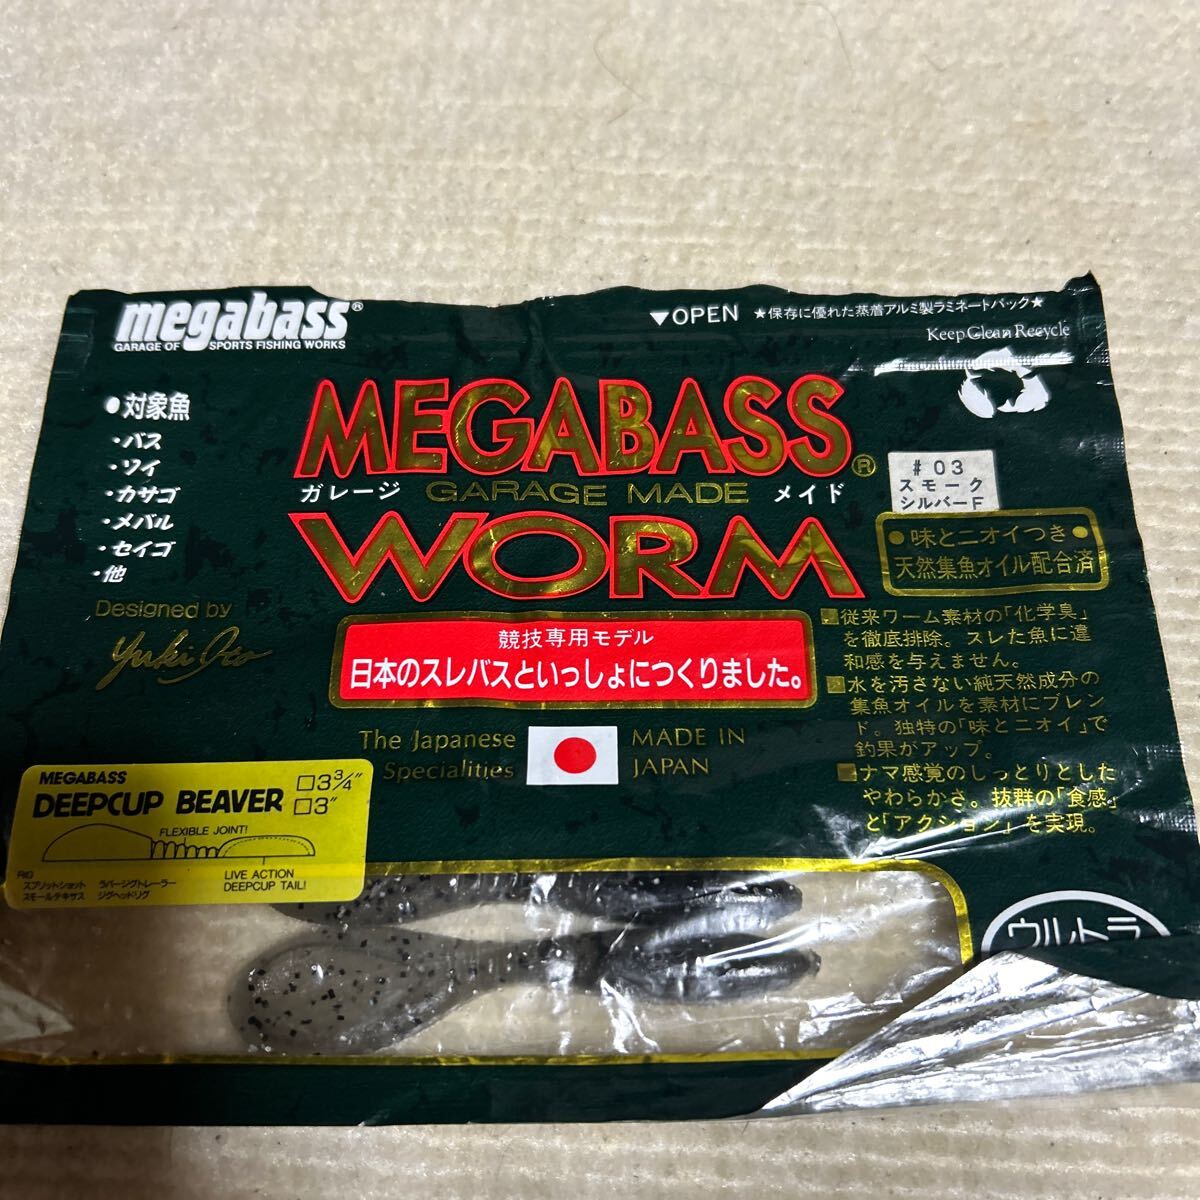 megabass®
GARAGE OF SPORTS FISHING WORKS
▼OPEN ★保存に優れた蒸着アルミ製ラミネートパック★
Keep Clean Recycle
●対象魚
・バス
・ソイ
・カサゴ
・メバル
・セイゴ
・他
Designed by
Yuki Ito
MEGABASS®
ガレージ GARAGE MADE メイド
WORM
#03
スモーク
シルバーF
●味とニオイつき●
天然集魚オイル配合済
競技専用モデル
日本のスレバスといっしょにつくりました。
The Japanese
Specialities
MADE IN
JAPAN
■従来ワーム素材の「化学臭」
を徹底排除。スレた魚に違
和感を与えません。
■水を汚さない純天然成分の
集魚オイルを素材にブレン
ド。独特の「味とニオイ」で
釣果がアップ。
■ナマ感覚のしっとりとした
やわらかさ。抜群の「食感」
と「アクション」を実現。
MEGABASS
DEEPCUP BEAVER
□3¾"
□3"
FLEXIBLE JOINT!
LIVE ACTION
DEEPCUP TAIL!
RIG
スプリットショット ラバージグトレーラー
スモールテキサス ジグヘッドリグ
ウルトラ